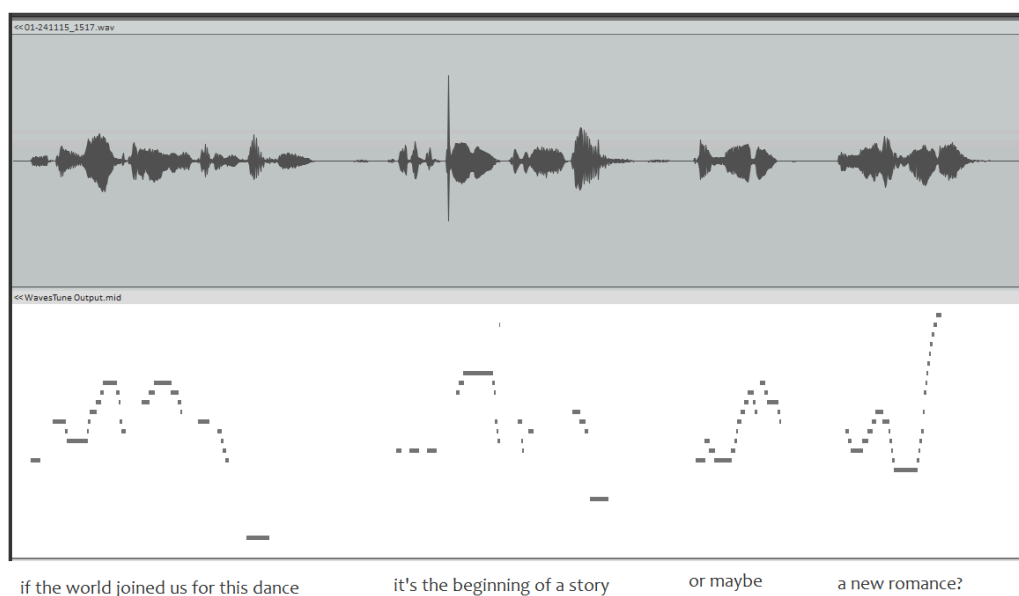 <<01-241115_1517.wav
<<WavesTune Output.mid
if the world joined us for this dance
it's the beginning of a story
or maybe
a new romance?